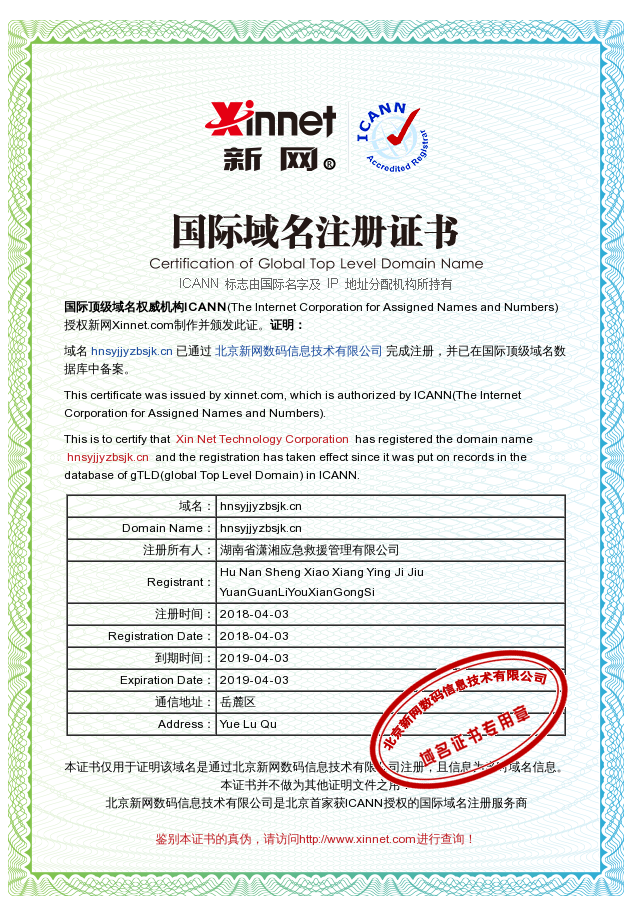 Xinnet
新 网®
ICANN
Accredited Registrar
国际域名注册证书
Certification of Global Top Level Domain Name
ICANN 标志由国际名字及 IP 地址分配机构所持有
国际顶级域名权威机构ICANN(The Internet Corporation for Assigned Names and Numbers)
授权新网Xinnet.com制作并颁发此证。证明：
域名 hnsyjjyzbsjk.cn 已通过 北京新网数码信息技术有限公司 完成注册，并已在国际顶级域名数
据库中备案。
This certificate was issued by xinnet.com, which is authorized by ICANN(The Internet
Corporation for Assigned Names and Numbers).
This is to certify that Xin Net Technology Corporation has registered the domain name
hnsyjjyzbsjk.cn and the registration has taken effect since it was put on records in the
database of gTLD(global Top Level Domain) in ICANN.
域名： hnsyjjyzbsjk.cn
Domain Name： hnsyjjyzbsjk.cn
注册所有人： 湖南省潇湘应急救援管理有限公司
Registrant： Hu Nan Sheng Xiao Xiang Ying Ji Jiu
YuanGuanLiYouXianGongSi
注册时间： 2018-04-03
Registration Date： 2018-04-03
到期时间： 2019-04-03
Expiration Date： 2019-04-03
通信地址： 岳麓区
Address： Yue Lu Qu
北京新网数码信息技术有限公司
域名证书专用章
本证书仅用于证明该域名是通过北京新网数码信息技术有限公司注册，且信息为 时域名信息。
本证书并不做为其他证明文件之用！
北京新网数码信息技术有限公司是北京首家获ICANN授权的国际域名注册服务商
鉴别本证书的真伪，请访问http://www.xinnet.com进行查询！